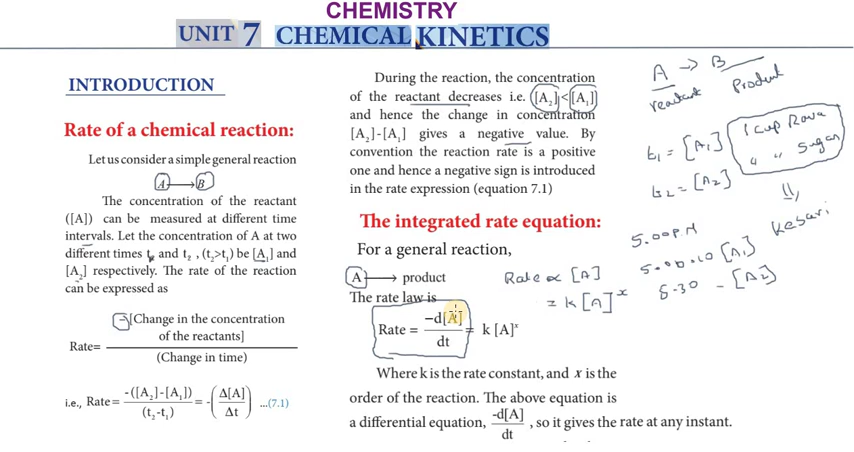 CHEMISTRY
UNIT 7 CHEMICAL KINETICS
INTRODUCTION
Rate of a chemical reaction:
Let us consider a simple general reaction
A ⟶ B
The concentration of the reactant
([A]) can be measured at different time
intervals. Let the concentration of A at two
different times t₁ and t₂ , (t₂>t₁) be [A₁] and
[A₂] respectively. The rate of the reaction
can be expressed as
-[Change in the concentration
of the reactants]
Rate=
(Change in time)
i.e., Rate = -([A₂]-[A₁]) / (t₂-t₁) = -(Δ[A] / Δt) ...(7.1)
During the reaction, the concentration
of the reactant decreases i.e. [A₂]<[A₁]
and hence the change in concentration
[A₂]-[A₁] gives a negative value. By
convention the reaction rate is a positive
one and hence a negative sign is introduced
in the rate expression (equation 7.1)
The integrated rate equation:
For a general reaction,
A ⟶ product
The rate law is
Rate = -d[A] / dt = k [A]ˣ
Where k is the rate constant, and x is the
order of the reaction. The above equation is
a differential equation, -d[A] / dt , so it gives the rate at any instant.
A → B
reactant Product
t₁ = [A₁]
t₂ = [A₂]
1 cup Rava
" " Sugar
||
Kesari
5.00 P.M
[A₁]
5.30 - [A₂]
Rate ∝ [A]
= k [A]ˣ